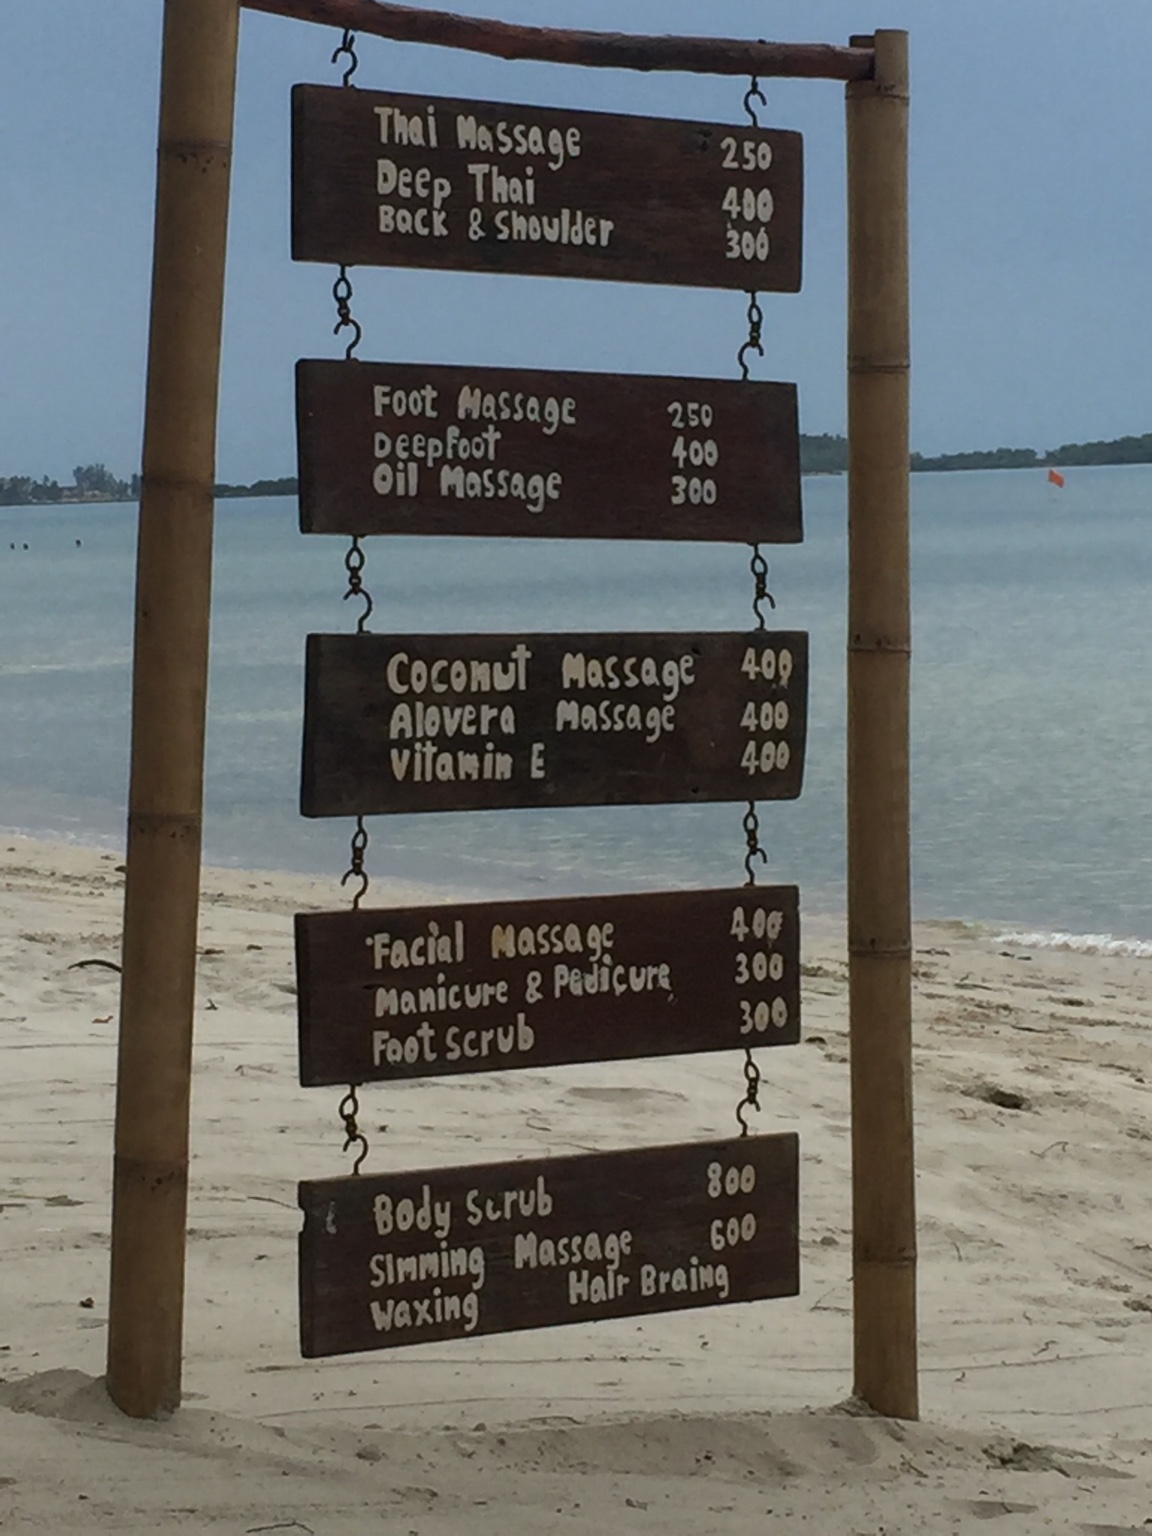 Thai Massage 250
Deep Thai 400
Back & Shoulder 300
Foot Massage 250
DeepFoot 400
Oil Massage 300
Coconut Massage 400
Alovera Massage 400
Vitamin E 400
Facial Massage 400
Manicure & Pedicure 300
Foot Scrub 300
Body Scrub 800
Slmming Massage 600
Waxing Hair Braing